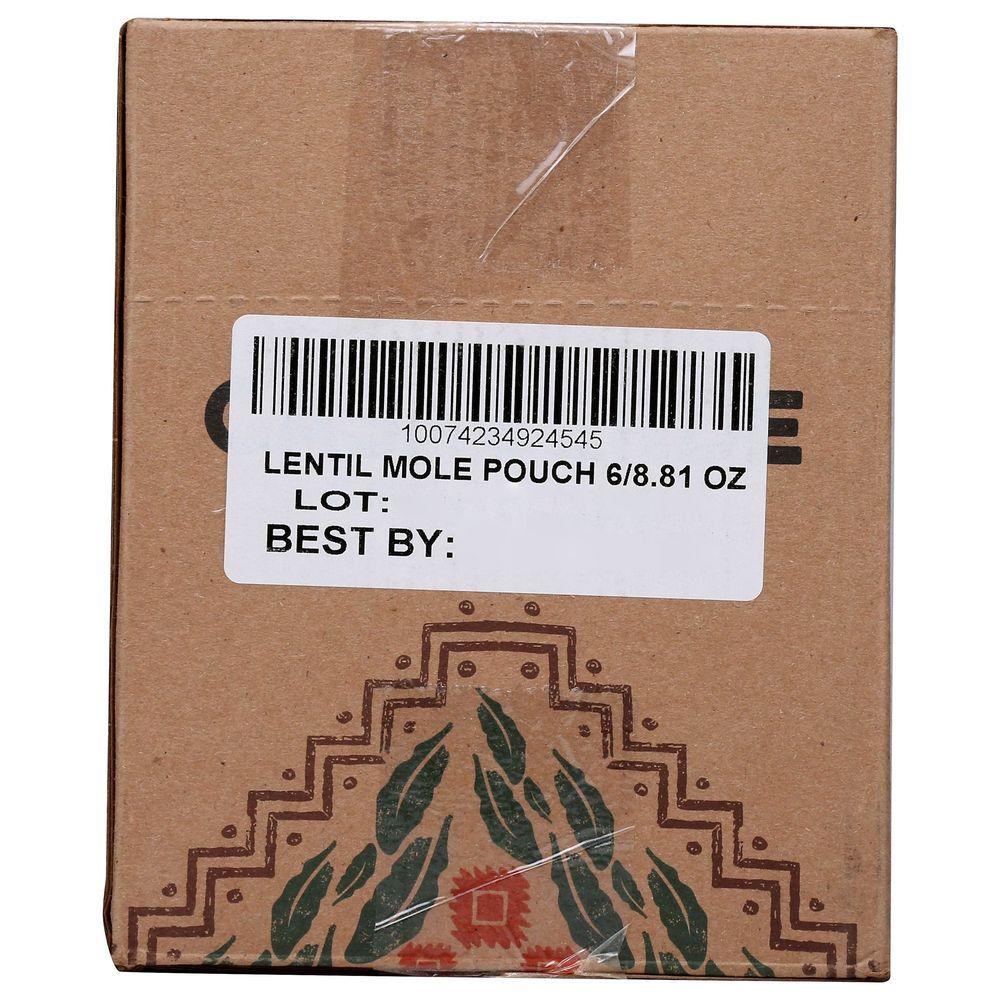 10074234924545
LENTIL MOLE POUCH 6/8.81 OZ
LOT:
BEST BY: